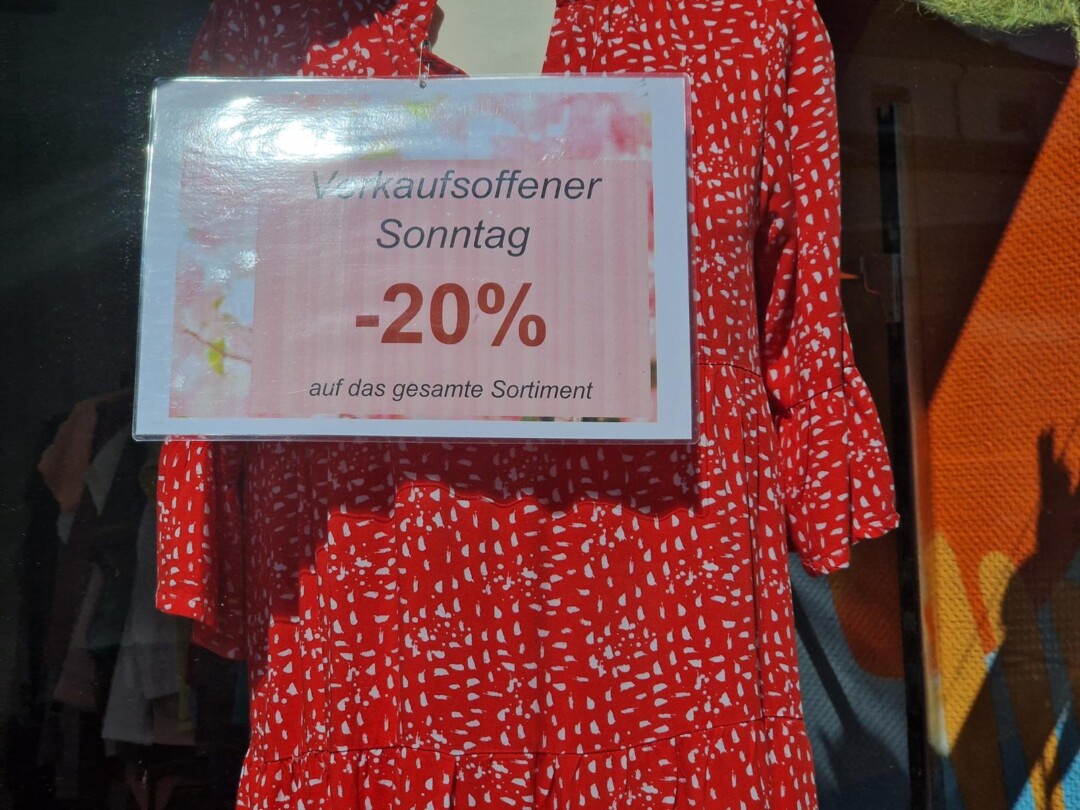 Verkaufsoffener
Sonntag
-20%
auf das gesamte Sortiment